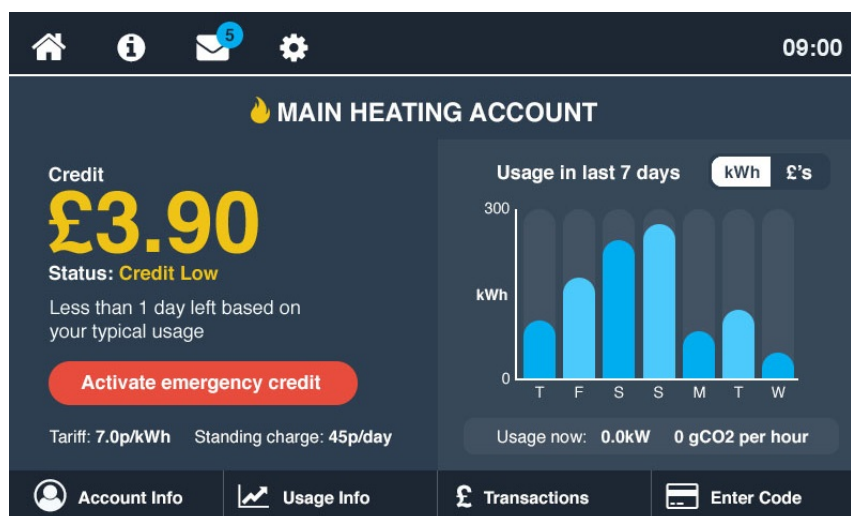 5
09:00
MAIN HEATING ACCOUNT
Credit
£3.90
Status: Credit Low
Less than 1 day left based on
your typical usage
Activate emergency credit
Tariff: 7.0p/kWh Standing charge: 45p/day
Usage in last 7 days kWh £'s
300
kWh
0
T F S S M T W
Usage now: 0.0kW 0 gCO2 per hour
Account Info Usage Info £ Transactions Enter Code